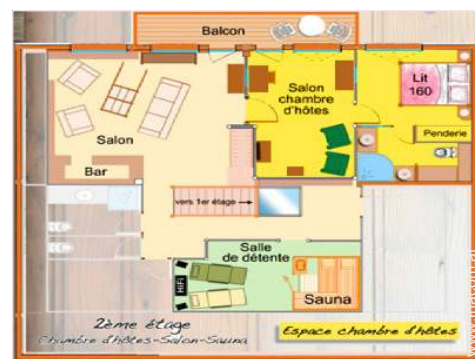 Balcon
Lit
160
Salon
chambre
d'hôtes
Salon
Penderie
Bar
vers 1er étage
Salle
de détente
HiFi
Sauna
2ème étage
Chambre d'hôtes-Salon-Sauna
Espace chambre d'hôtes